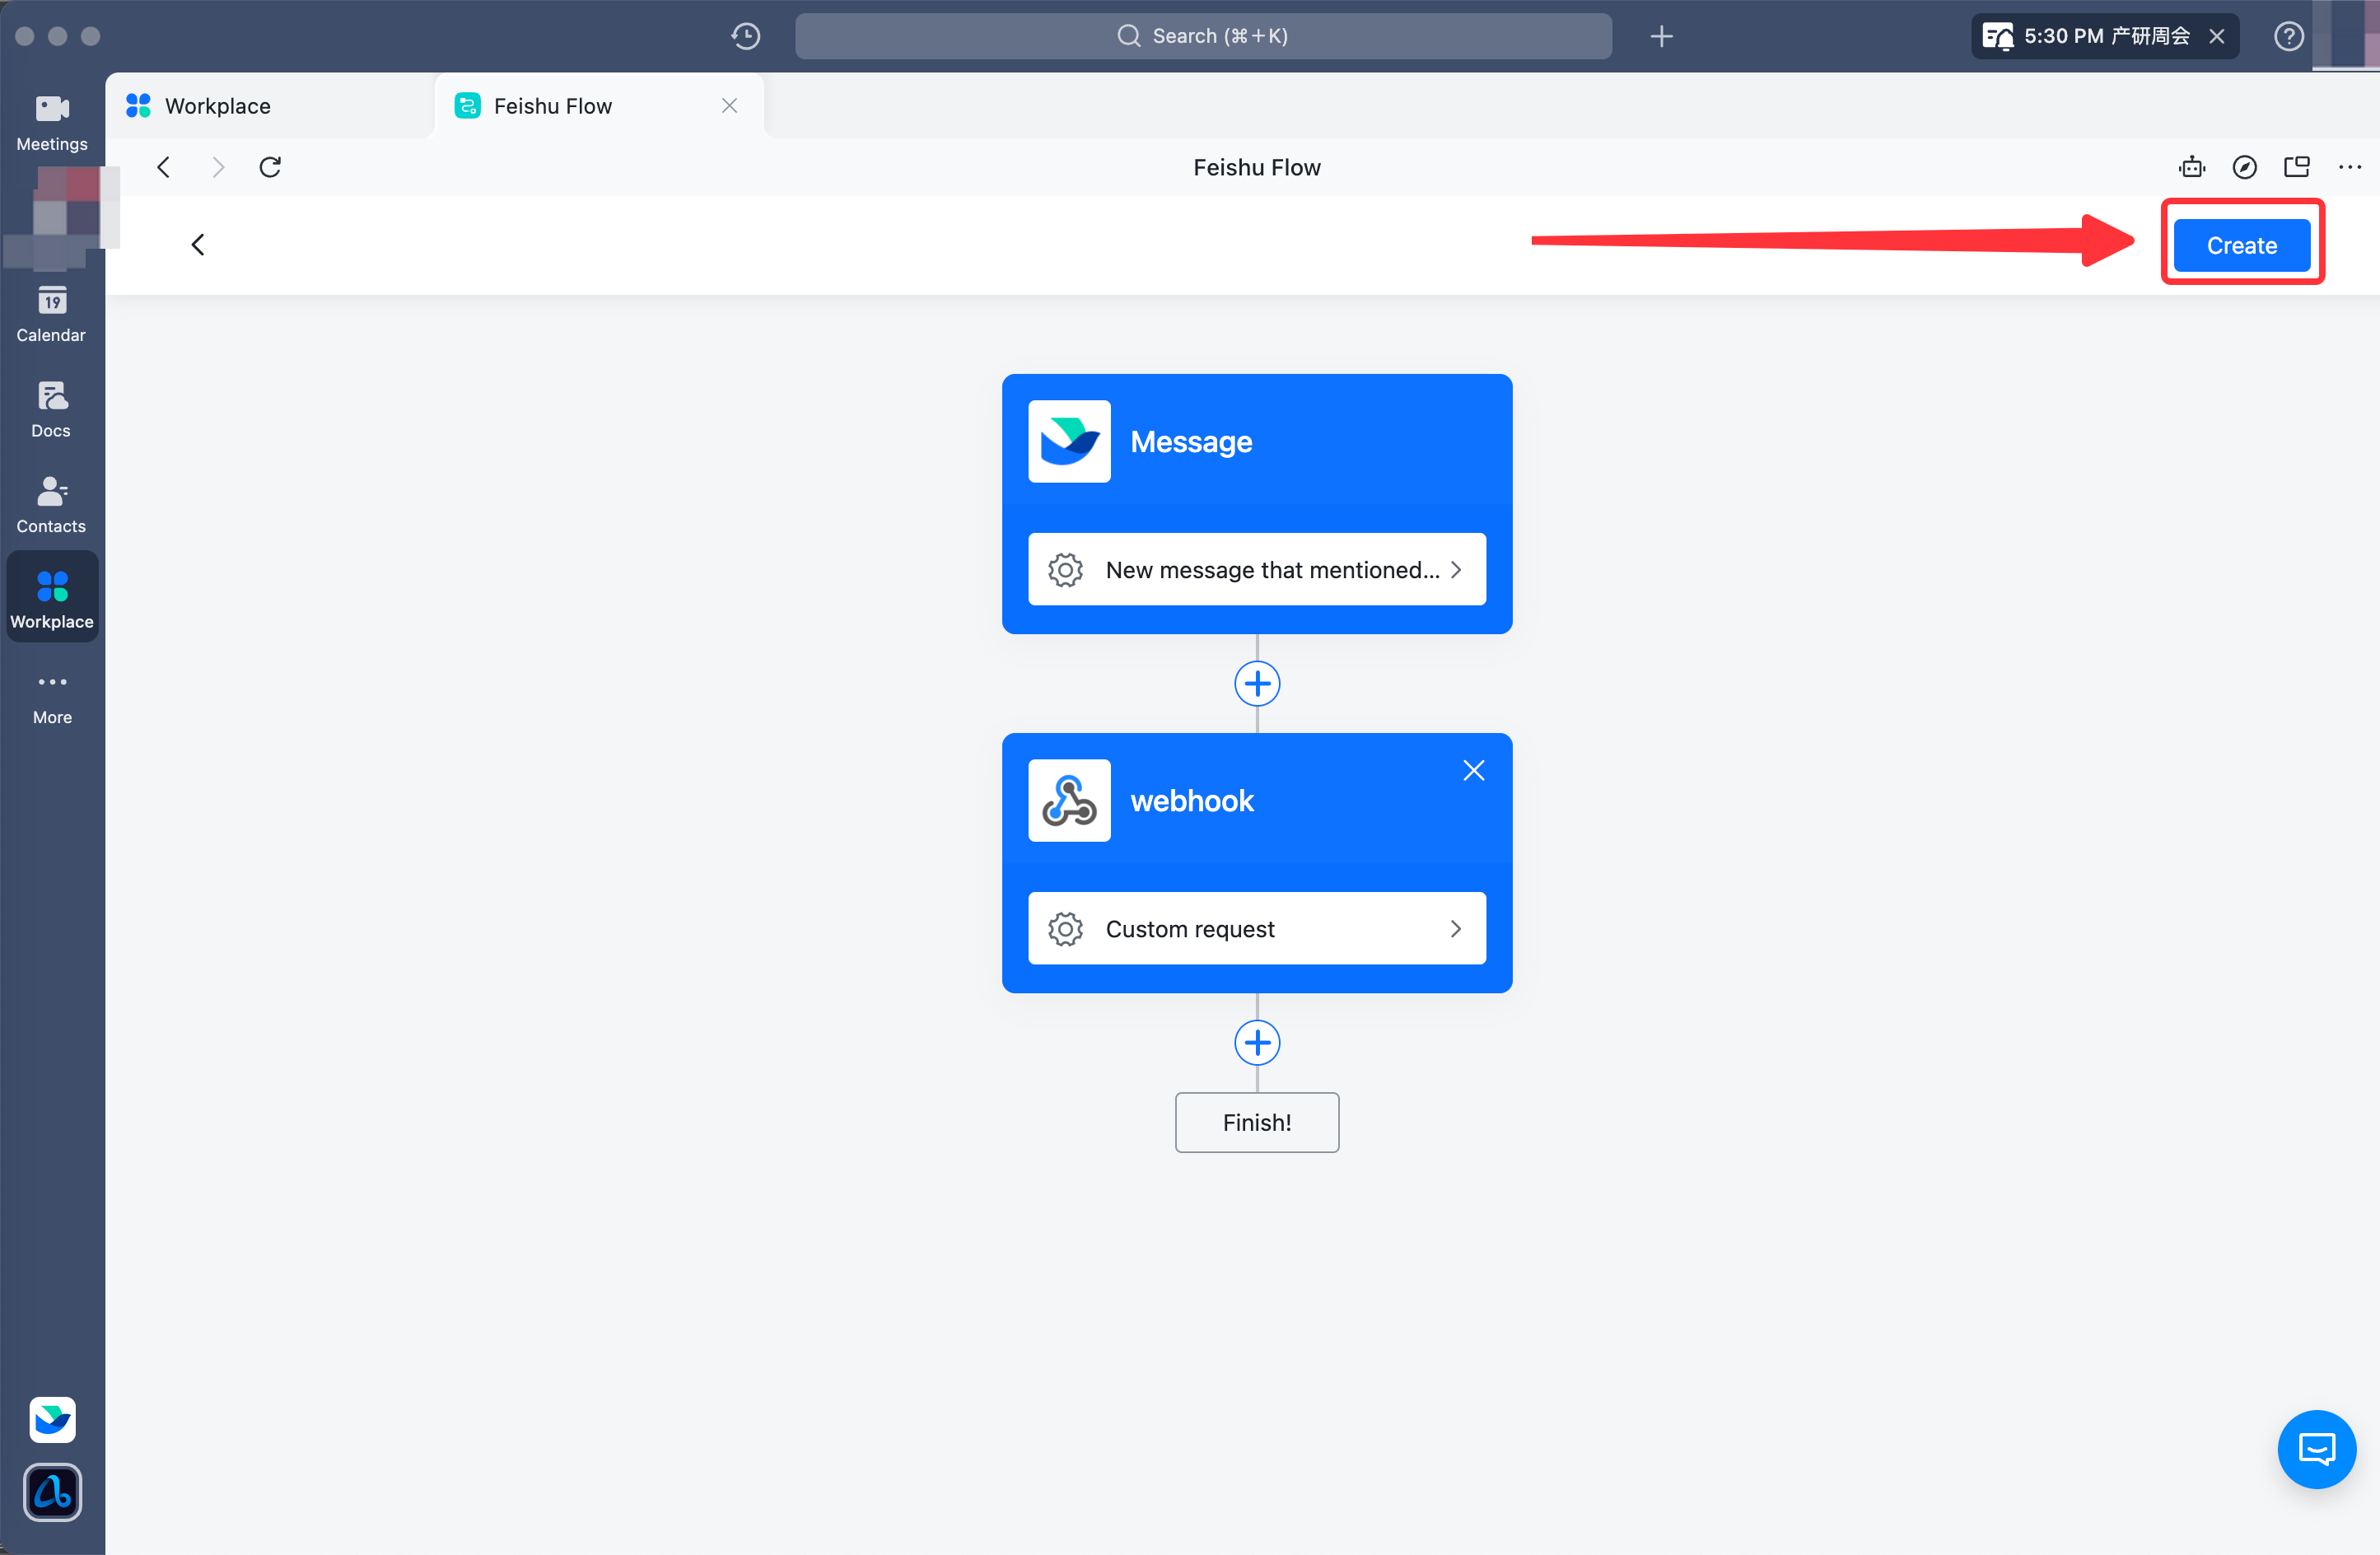 Search (⌘+K)
5:30 PM 产研周会
Meetings
Workplace
Feishu Flow
Feishu Flow
Create
19
Calendar
Docs
Contacts
Workplace
More
Message
New message that mentioned...
webhook
Custom request
Finish!